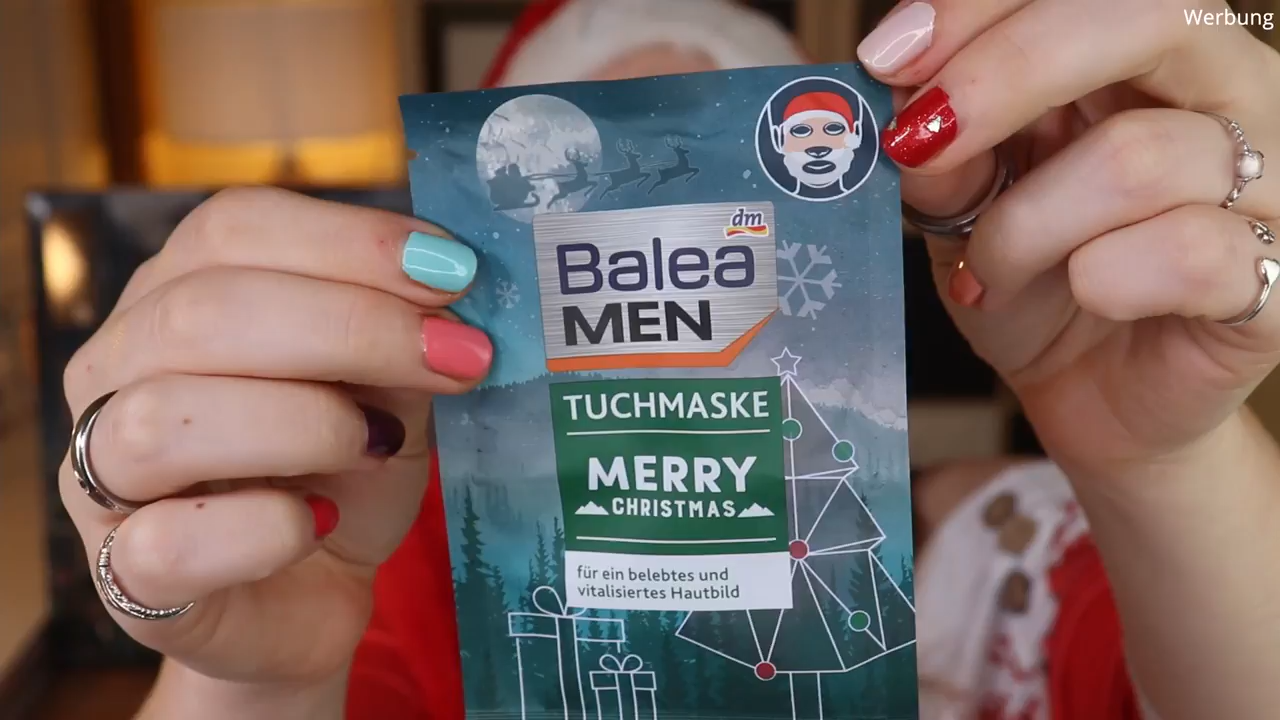 Werbung
dm
Balea
MEN
TUCHMASKE
MERRY
CHRISTMAS
für ein belebtes und
vitalisiertes Hautbild